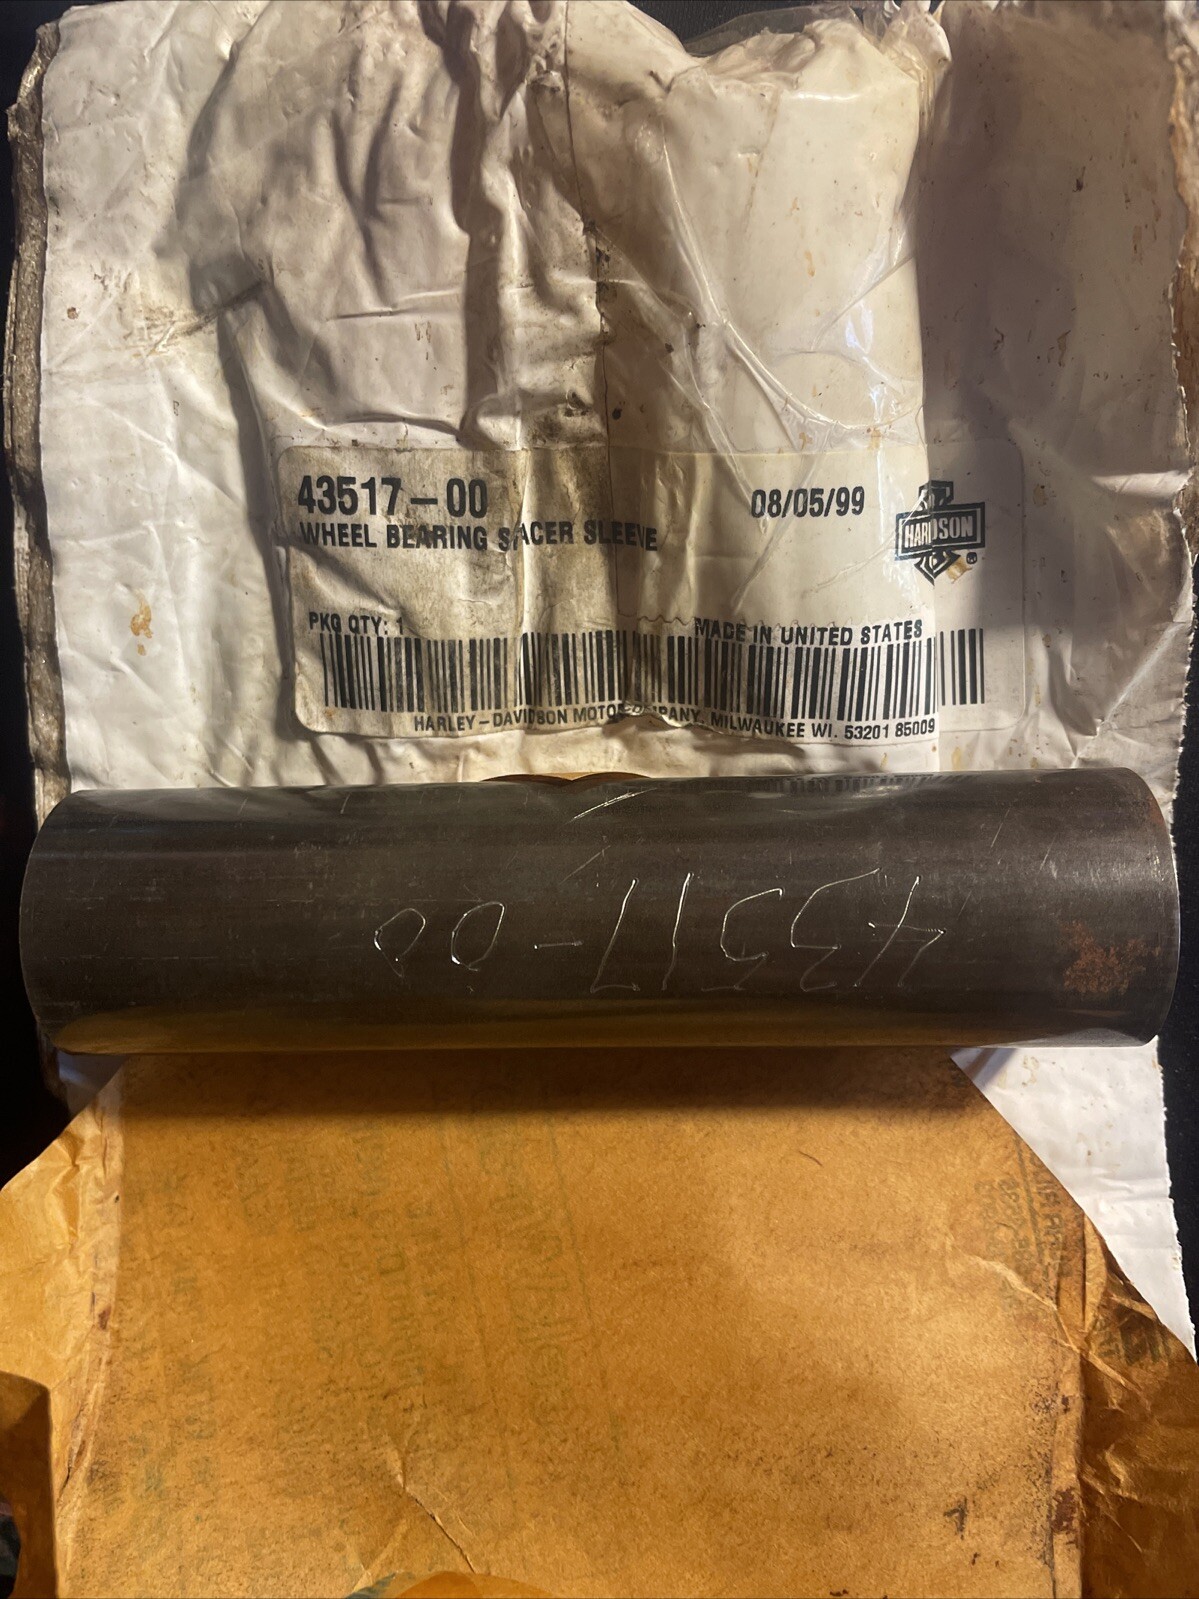 43517-00
08/05/99
WHEEL BEARING SPACER SLEEVE
HARDSON
PKG QTY: 1
MADE IN UNITED STATES
HARLEY-DAVIDSON MOTOR COMPANY. MILWAUKEE WI. 53201 85009
43517-00